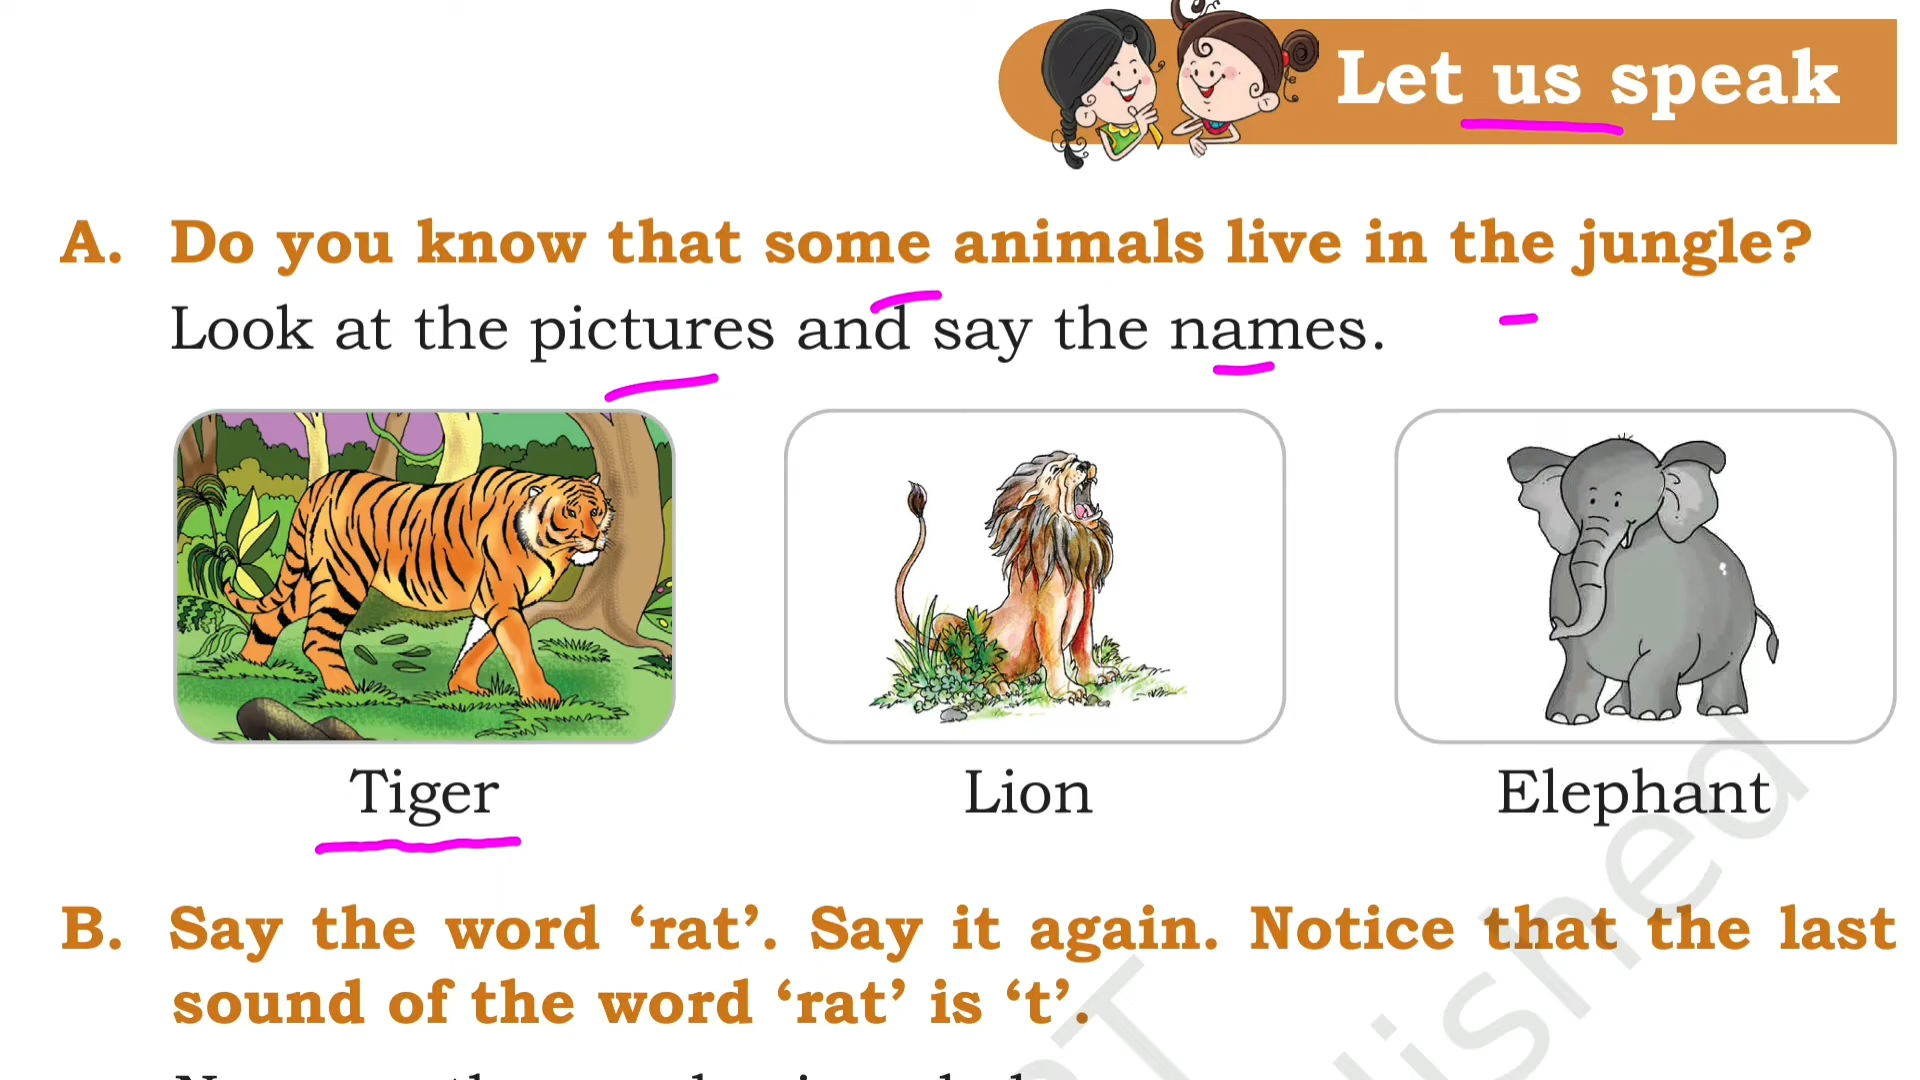 Let us speak
A. Do you know that some animals live in the jungle?
Look at the pictures and say the names.
Tiger Lion Elephant
B. Say the word ‘rat’. Say it again. Notice that the last
sound of the word ‘rat’ is ‘t’.